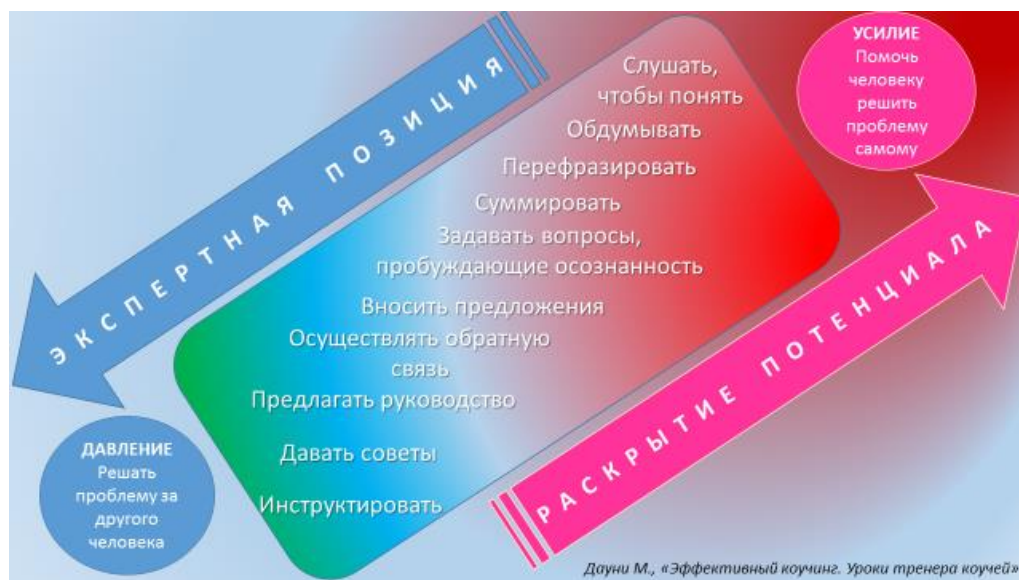 ЭКСПЕРТНАЯ ПОЗИЦИЯ
УСИЛИЕ
Помочь
человеку
решить
проблему
самому
Слушать,
чтобы понять
Обдумывать
Перефразировать
Суммировать
Задавать вопросы,
пробуждающие осознанность
Вносить предложения
Осуществлять обратную
связь
Предлагать руководство
Давать советы
Инструктировать
РАСКРЫТИЕ ПОТЕНЦИАЛА
ДАВЛЕНИЕ
Решать
проблему за
другого
человека
Дауни М., «Эффективный коучинг. Уроки тренера коучей»